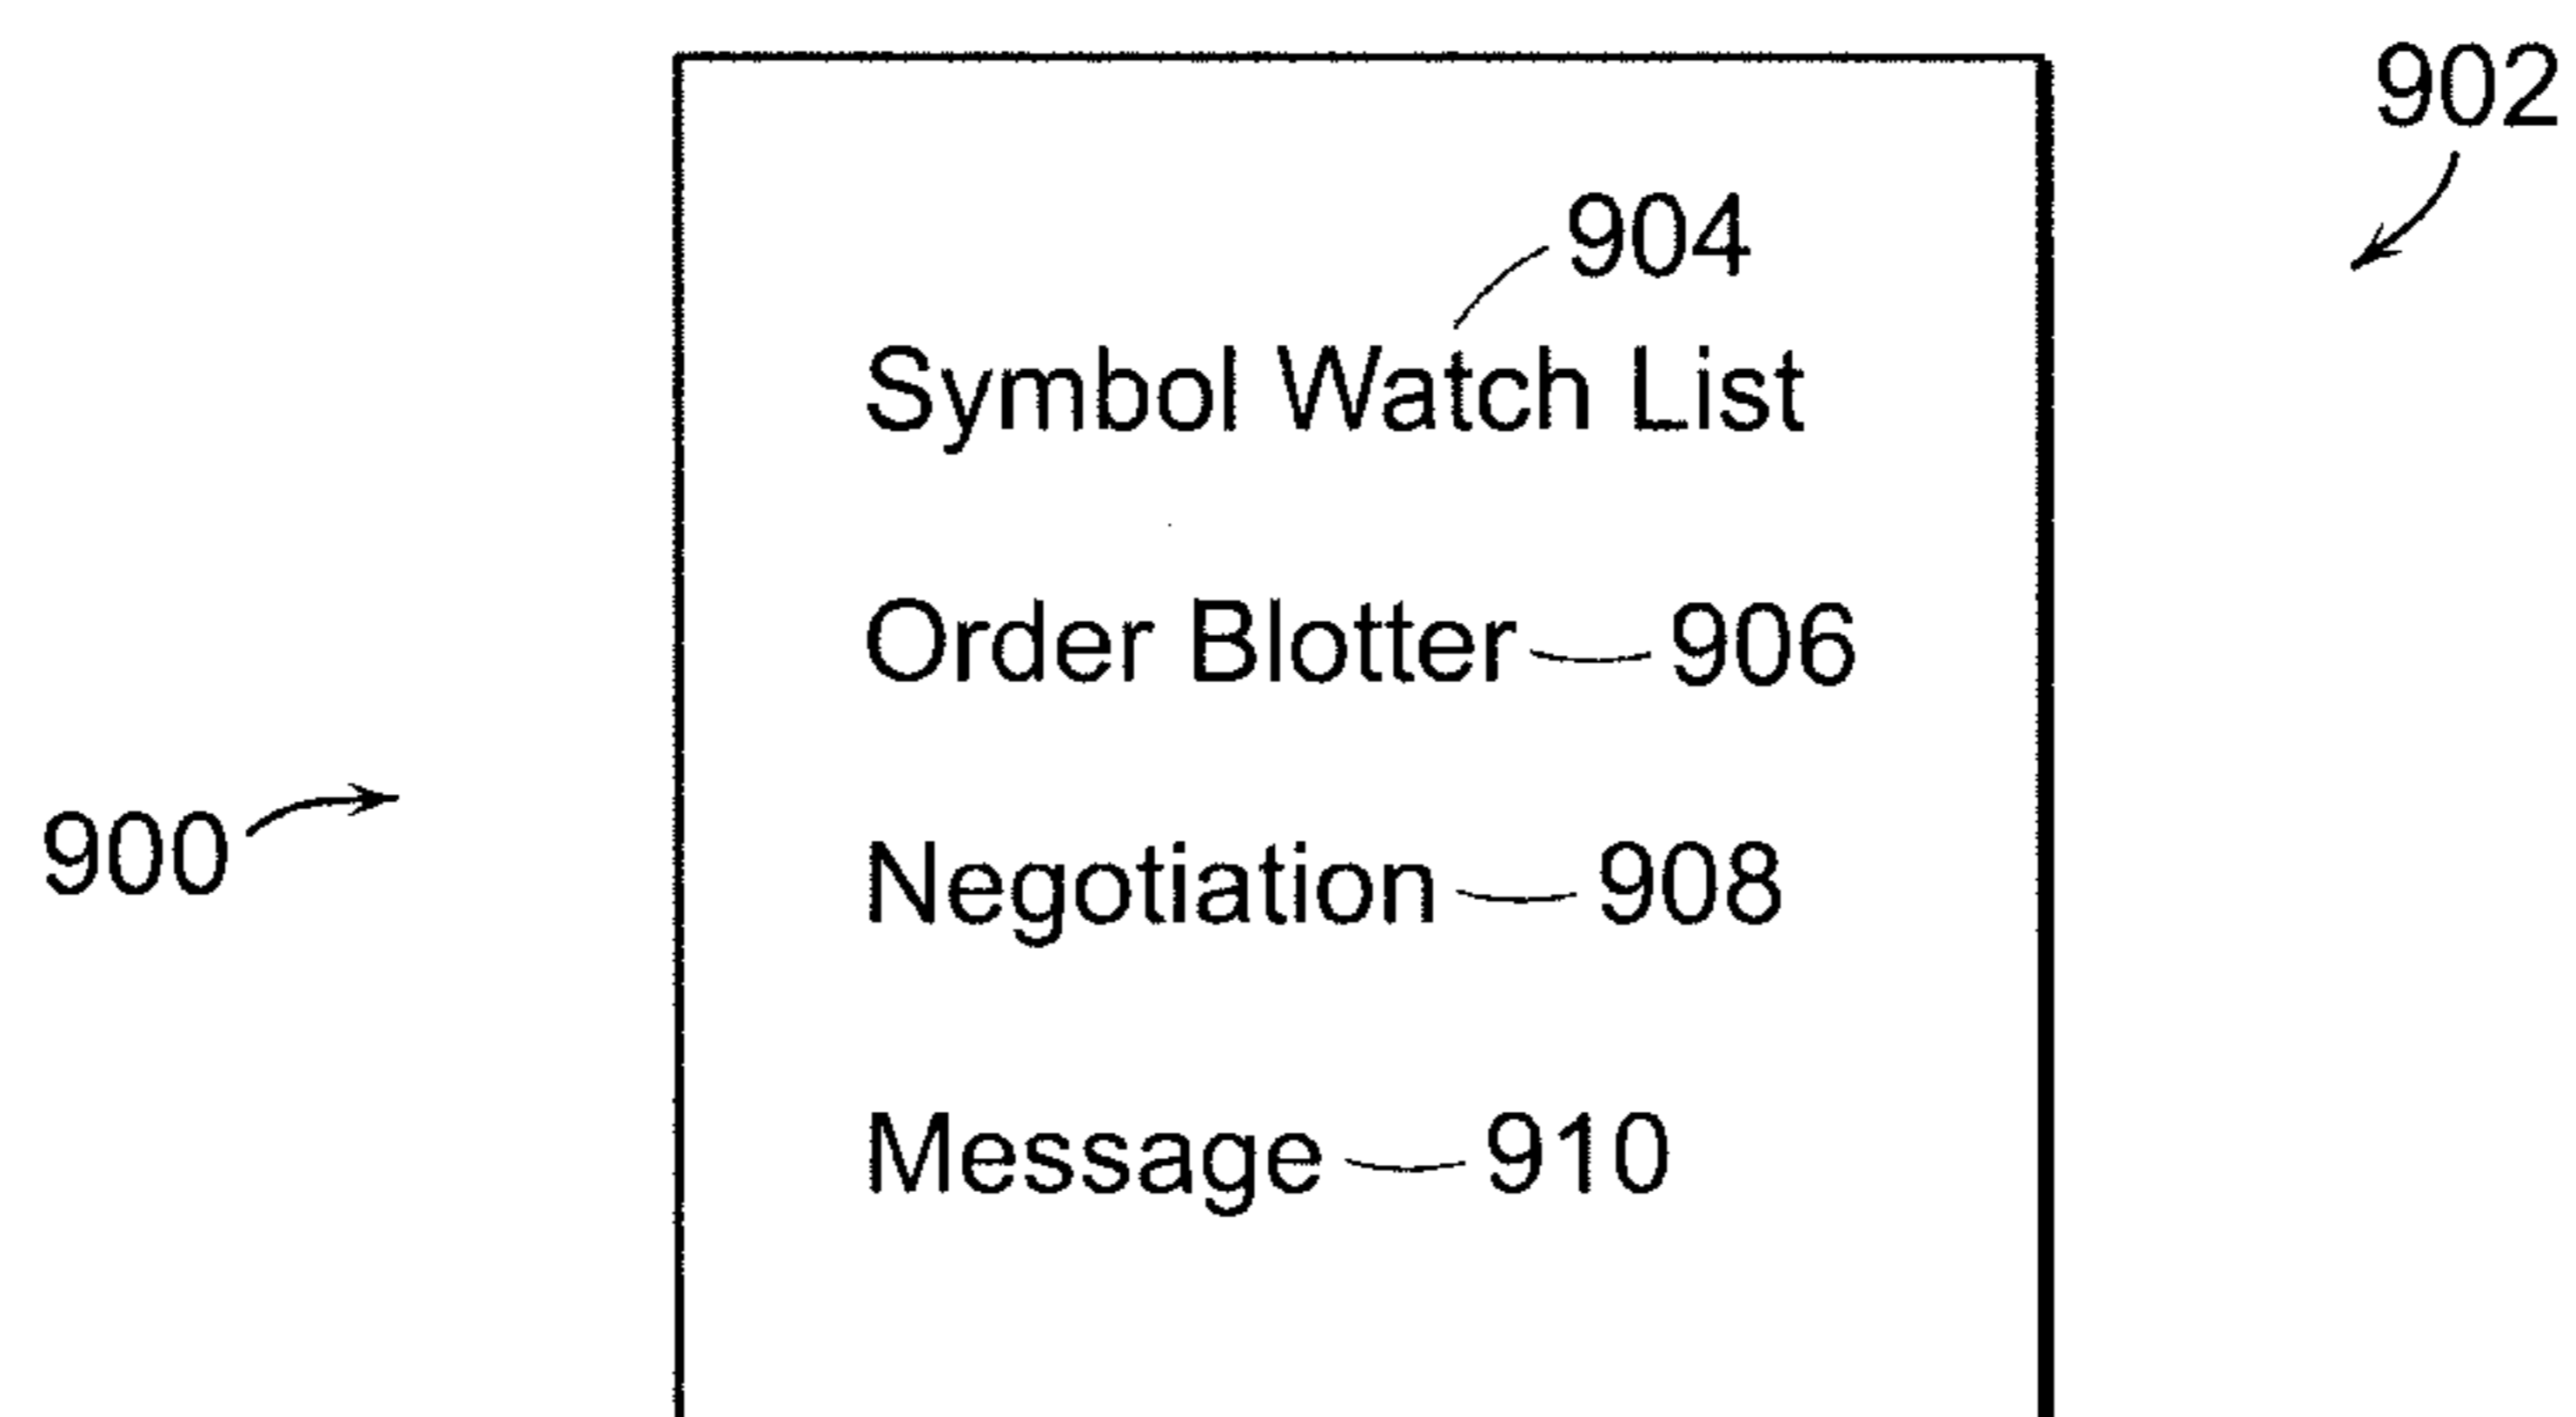 902
904
Symbol Watch List
Order Blotter 906
900
Negotiation 908
Message 910